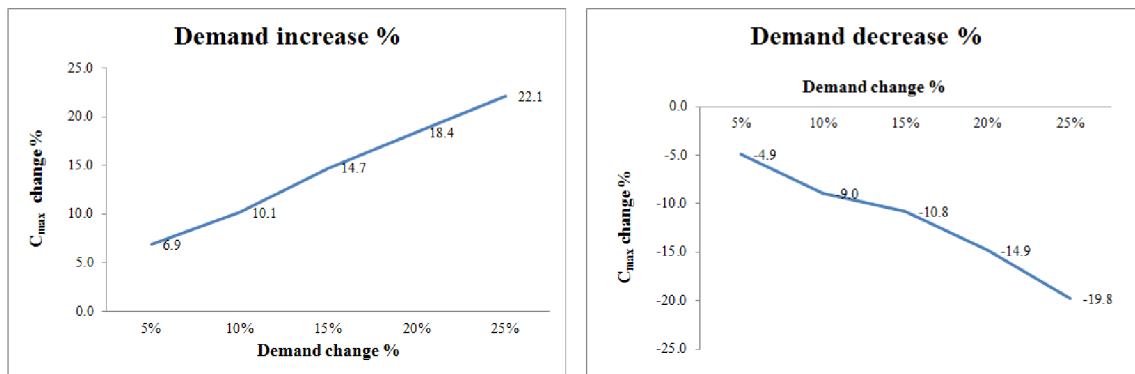 Demand increase %
25.0
20.0
15.0
10.0
5.0
0.0
C max change %
6.9
10.1
14.7
18.4
22.1
5% 10% 15% 20% 25%
Demand change %
Demand decrease %
Demand change %
5% 10% 15% 20% 25%
0.0
-5.0
-10.0
-15.0
-20.0
-25.0
C max change %
-4.9
-9.0
-10.8
-14.9
-19.8